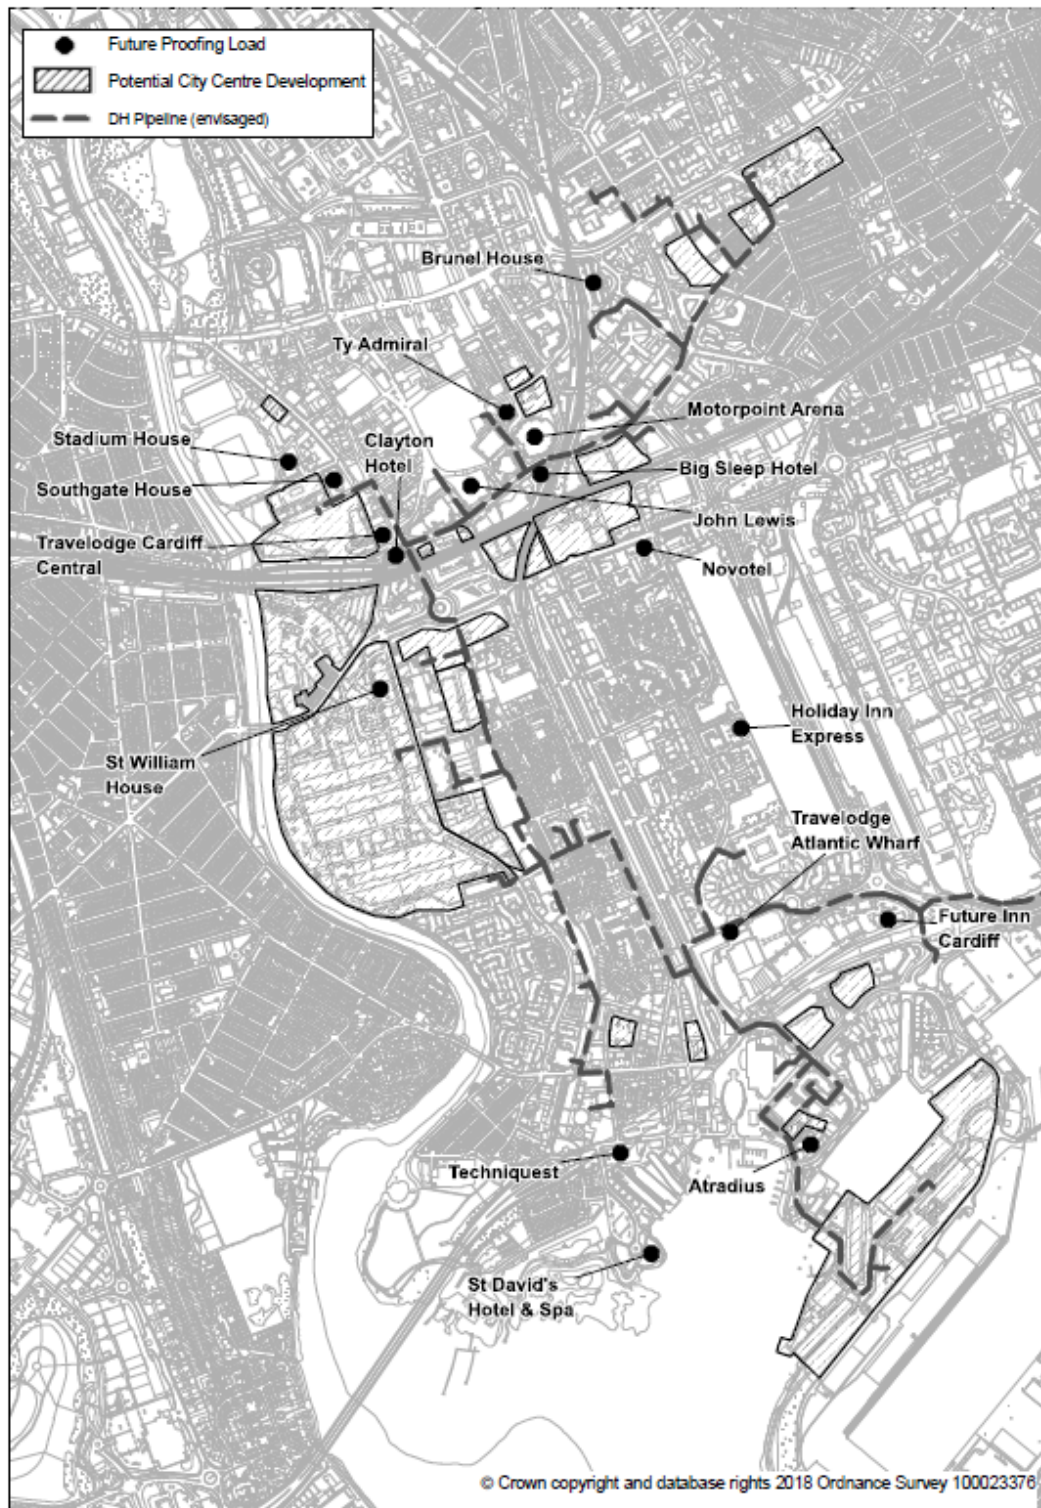 Future Proofing Load
Potential City Centre Development
DH Pipeline (envisaged)
Brunel House
Ty Admiral
Motorpoint Arena
Stadium House
Clayton
Hotel
Big Sleep Hotel
Southgate House
John Lewis
Travelodge Cardiff
Central
Novotel
Holiday Inn
Express
St William
House
Travelodge
Atlantic Wharf
Future Inn
Cardiff
Techniquest
Atradius
St David's
Hotel & Spa
© Crown copyright and database rights 2018 Ordnance Survey 100023376